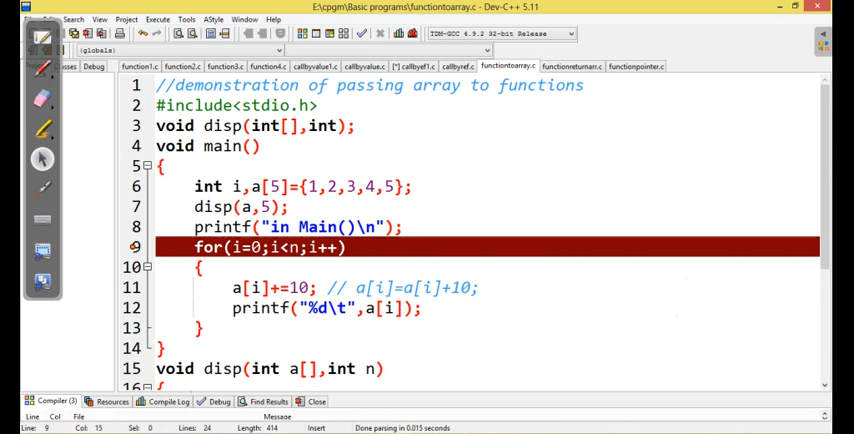 E:\cpgm\Basic programs\functiontoarray.c - Dev-C++ 5.11
Project Execute Tools AStyle Window Help
TDM-GCC 4.9.2 32-bit Release
(globals)
Classes Debug function1.c function2.c function3.c function4.c callbyvalue1.c callbyvalue.c [*] callbyef1.c callbyref.c functiontoarray.c functionreturnarr.c functionpointer.c
1 //demonstration of passing array to functions
2 #include<stdio.h>
3 void disp(int[],int);
4 void main()
5 {
6 int i,a[5]={1,2,3,4,5};
7 disp(a,5);
8 printf("in Main()\n");
9 for(i=0;i<n;i++)
10 {
11 a[i]+=10; // a[i]=a[i]+10;
12 printf("%d\t",a[i]);
13 }
14 }
15 void disp(int a[],int n)
16 {
Compiler (3) Resources Compile Log Debug Find Results Close
Line Col File Message
Line: 9 Col: 15 Sel: 0 Lines: 24 Length: 414 Insert Done parsing in 0.015 seconds